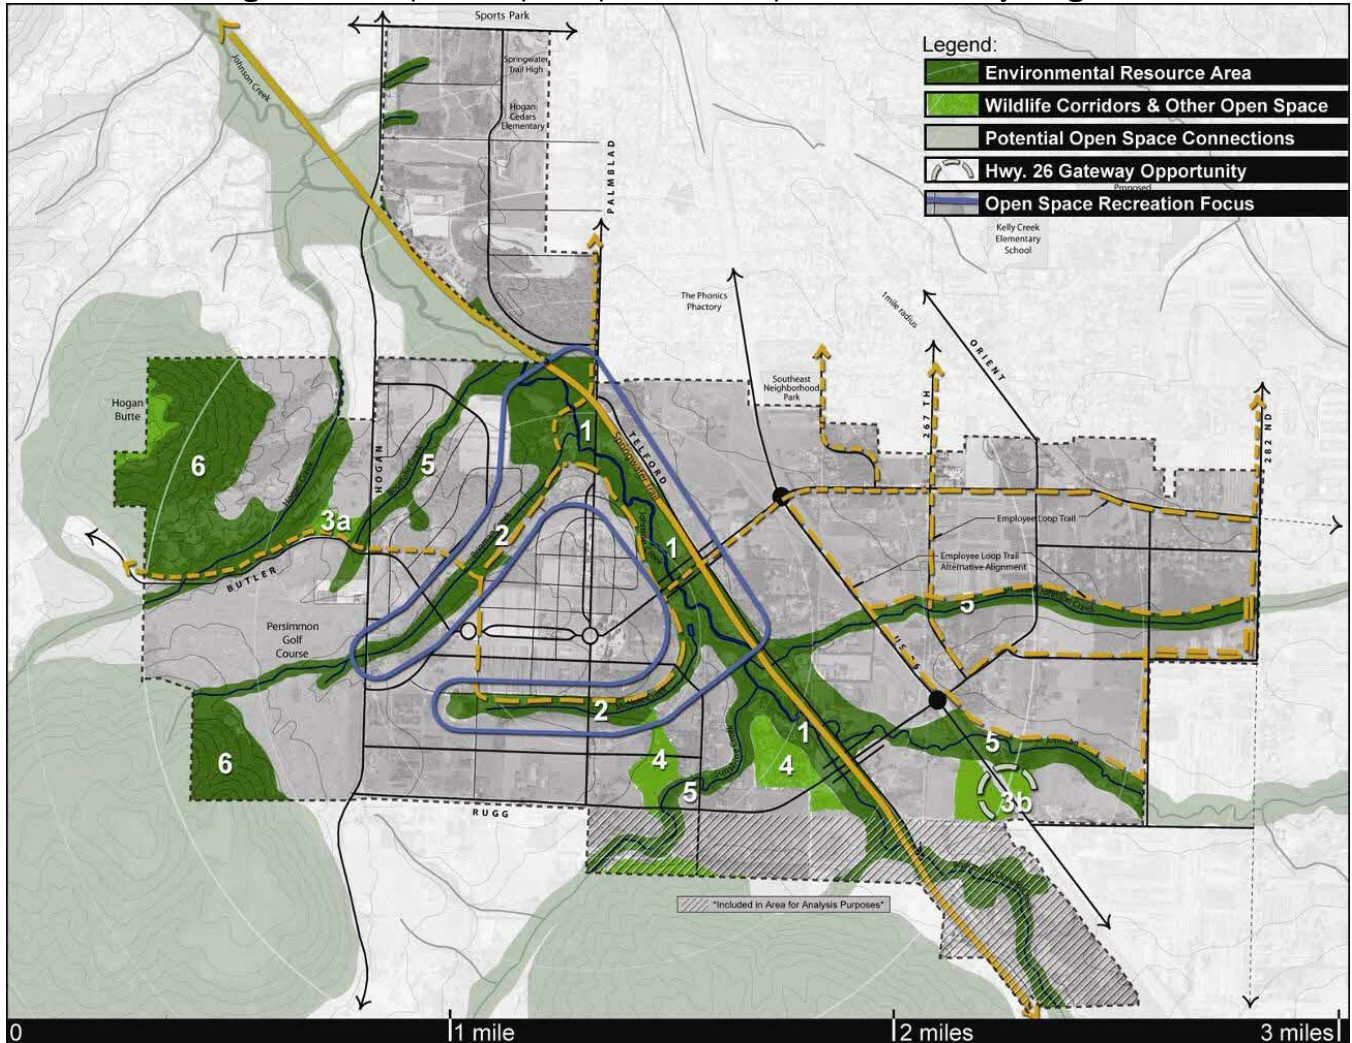 Sports Park
Springwater
Trail High
Hogan
Cedars
Elementary
Johnson Creek
PALMBLAD
Legend:
Environmental Resource Area
Wildlife Corridors & Other Open Space
Potential Open Space Connections
Hwy. 26 Gateway Opportunity
Proposed
Open Space Recreation Focus
Kelly Creek
Elementary
School
The Phonics
Phactory
1mile radius
ORIENT
Southeast
Neighborhood
Park
267 TH
282 ND
Hogan
Butte
HOGAN
TELFORD
Springwater Trail
6
5
1
3a
2
1
Employee Loop Trail
Employee Loop Trail
Alternative Alignment
BUTLER
5
Persimmon
Golf
Course
US 26
2
1
5
6
4
4
5
3b
RUGG
*Included in Area for Analysis Purposes*
0
1 mile
2 miles
3 miles